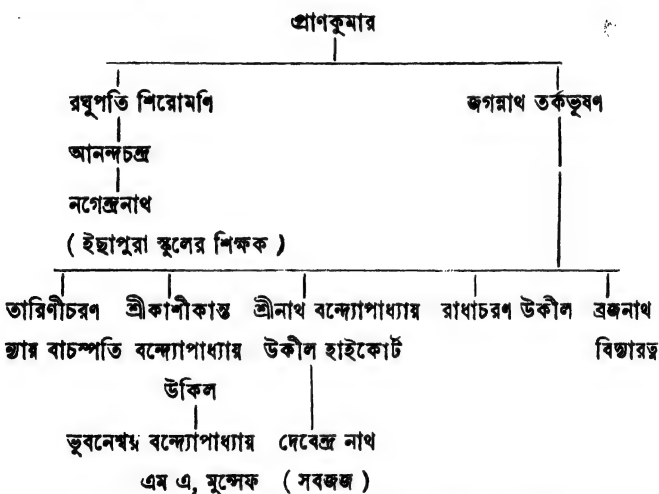 প্রাণকুমার
রঘুপতি শিরোমণি জগন্নাথ তর্কভূষণ
আনন্দচন্দ্র
নগেন্দ্রনাথ
( ইছাপুরা স্কুলের শিক্ষক )
তারিণীচরণ শ্রীকাশীকান্ত শ্রীনাথ বন্দ্যোপাধ্যায় রাধাচরণ উকীল ব্রজনাথ
ন্যায় বাচস্পতি বন্দ্যোপাধ্যায় উকীল হাইকোর্ট বিদ্যারত্ন
উকিল
ভুবনেশ্বর বন্দ্যোপাধ্যায় দেবেন্দ্র নাথ
এম এ, মুন্সেফ ( সবজজ )